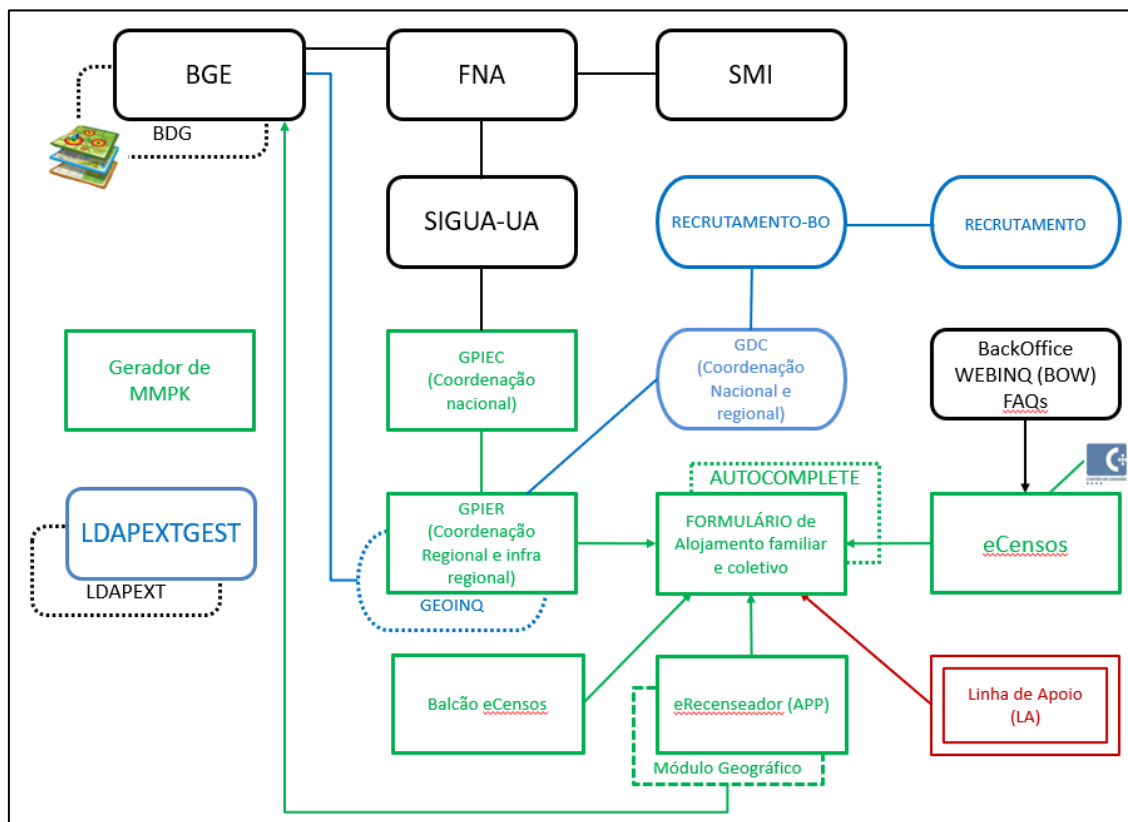 BGE
FNA
SMI
BDG
SIGUA-UA
RECRUTAMENTO-BO
RECRUTAMENTO
Gerador de
MMPK
GPIEC
(Coordenação
nacional)
GDC
(Coordenação
Nacional e
regional)
BackOffice
WEBINQ (BOW)
FAQs
AUTOCOMPLETE
LDAPEXTGEST
LDAPEXT
GPIER
(Coordenação
Regional e infra
regional)
GEOINQ
FORMULÁRIO de
Alojamento familiar
e coletivo
eCensos
Balcão eCensos
eRecenseador (APP)
Módulo Geográfico
Linha de Apoio
(LA)